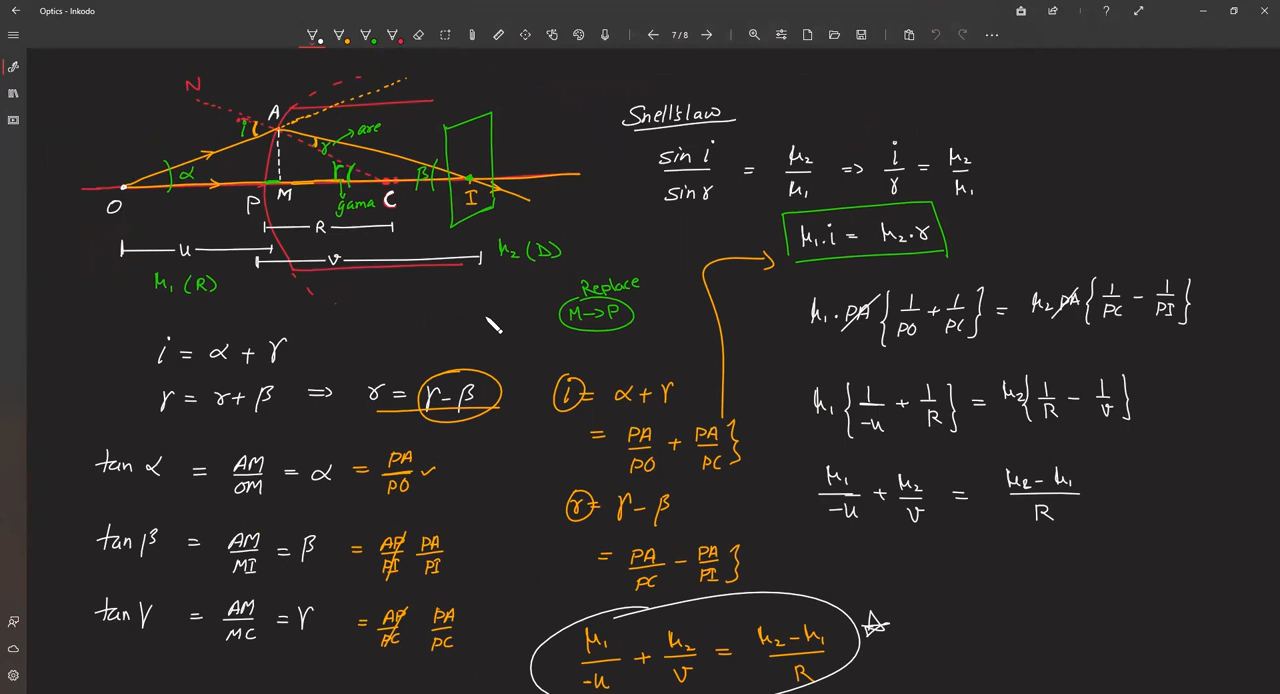 Optics - Inkodo
7/8
N
A
i
r → are
α
γ
β
O
P
M
gama
C
I
R
u
v
μ₁ (R)
μ₂ (D)
Replace
M → P
i = α + γ
γ = r + β ⇒ r = γ - β
tan α = AM/OM = α = PA/PO ✓
tan β = AM/MI = β = AP/PI PA/PI
tan γ = AM/MC = γ = AP/PC PA/PC
i = α + γ
= PA/PO + PA/PC }
r = γ - β
= PA/PC - PA/PI }
μ₁/-u + μ₂/v = μ₂-μ₁/R
Snell's law
sin i/sin r = μ₂/μ₁ ⇒ i/r = μ₂/μ₁
μ₁.i = μ₂.r
μ₁.PA { 1/PO + 1/PC } = μ₂ PA { 1/PC - 1/PI }
μ₁ { 1/-u + 1/R } = μ₂ { 1/R - 1/v }
μ₁/-u + μ₂/v = μ₂-μ₁/R